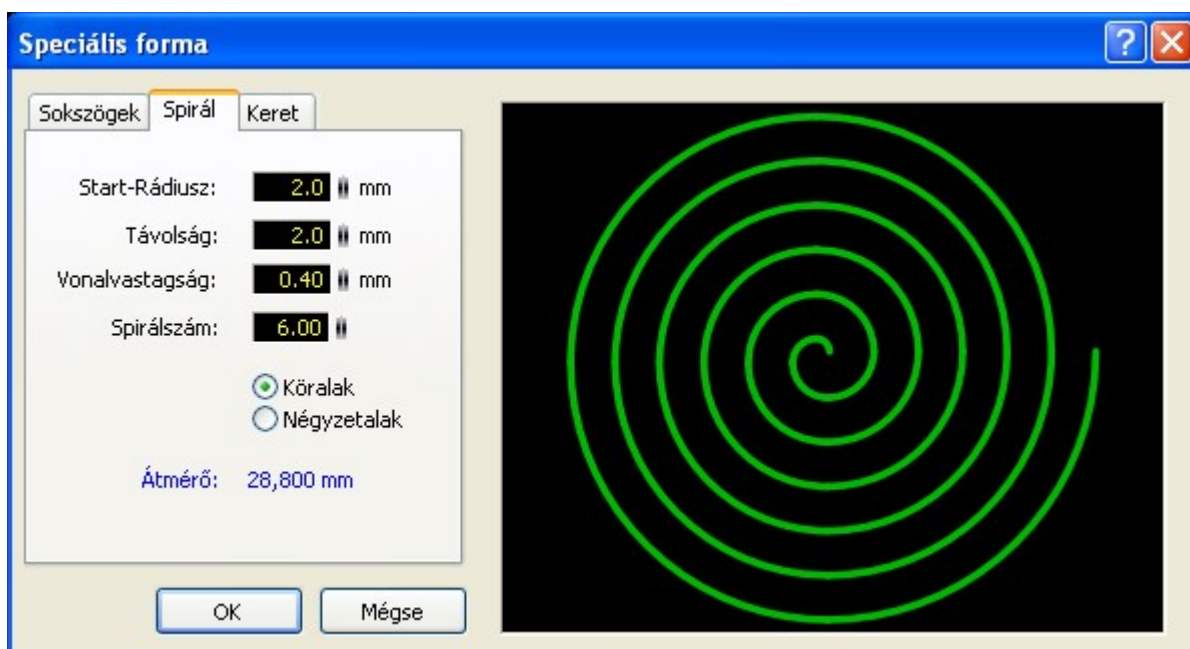 Speciális forma
Sokszögek Spirál Keret
Start-Rádiusz: 2.0 mm
Távolság: 2.0 mm
Vonalvastagság: 0.40 mm
Spirálszám: 6.00
Köralak
Négyzetalak
Átmérő: 28,800 mm
OK Mégse